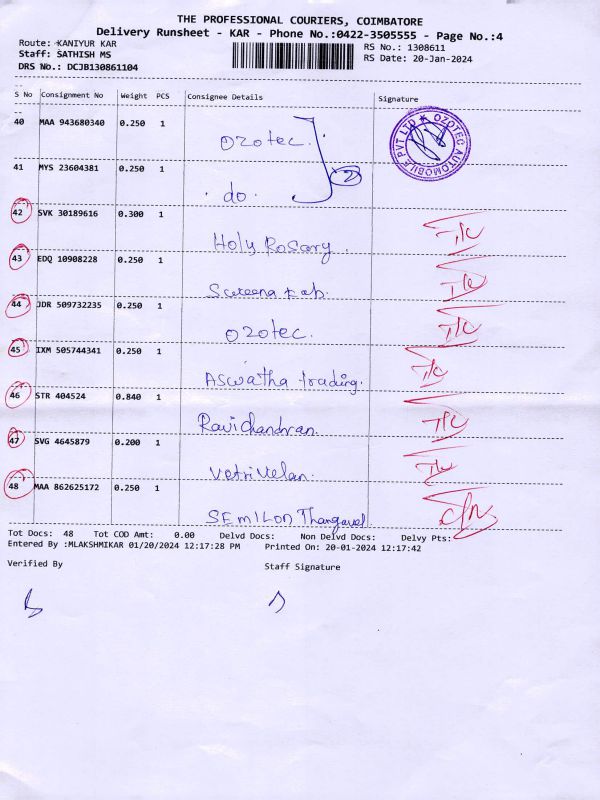 THE PROFESSIONAL COURIERS, COIMBATORE
Delivery Runsheet - KAR - Phone No.:0422-3505555 - Page No.:4
Route: KANIYUR KAR
RS No.: 1308611
Staff: SATHISH MS
RS Date: 20-Jan-2024
DRS No.: DCJB130861104
S No Consignment No Weight PCS Consignee Details Signature
40 MAA 943680340 0.250 1
Ozotec.
OZOTEC AUTOMOBILE PVT LTD
2
41 MYS 23604381 0.250 1
do.
42 SVK 30189616 0.300 1
Holy Rosary.
43 EDQ 10908228 0.250 1
44 JDR 509732235 0.250 1
Ozotec.
45 IXM 505744341 0.250 1
Aswatha trading.
46 STR 404524 0.840 1
Ravichandran.
47 SVG 4645879 0.200 1
Vetrivelan.
48 MAA 862625172 0.250 1
SEMILON Thangavel
Tot Docs: 48 Tot COD Amt: 0.00 Delvd Docs: Non Delvd Docs: Delvy Pts:
Entered By :MLAKSHMIKAR 01/20/2024 12:17:28 PM Printed On: 20-01-2024 12:17:42
Verified By Staff Signature